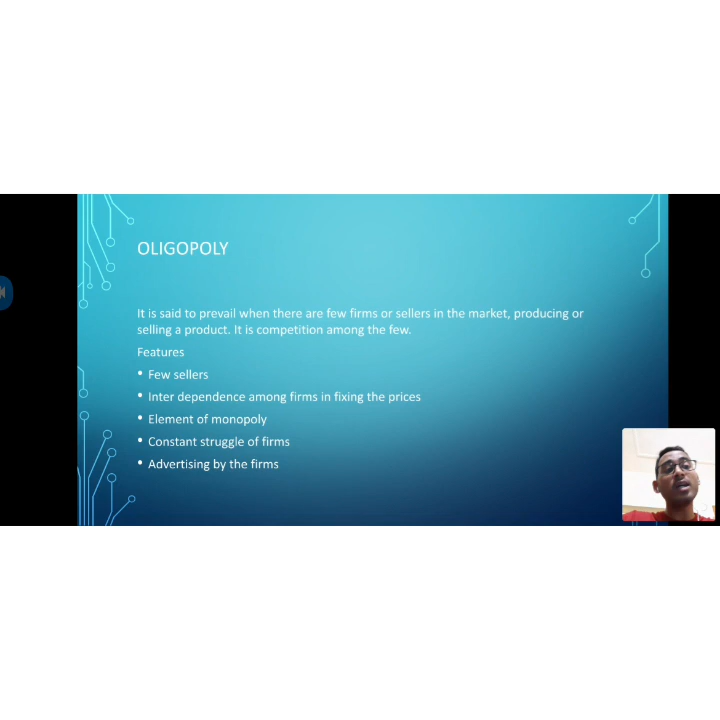 OLIGOPOLY
It is said to prevail when there are few firms or sellers in the market, producing or
selling a product. It is competition among the few.
Features
• Few sellers
• Inter dependence among firms in fixing the prices
• Element of monopoly
• Constant struggle of firms
• Advertising by the firms